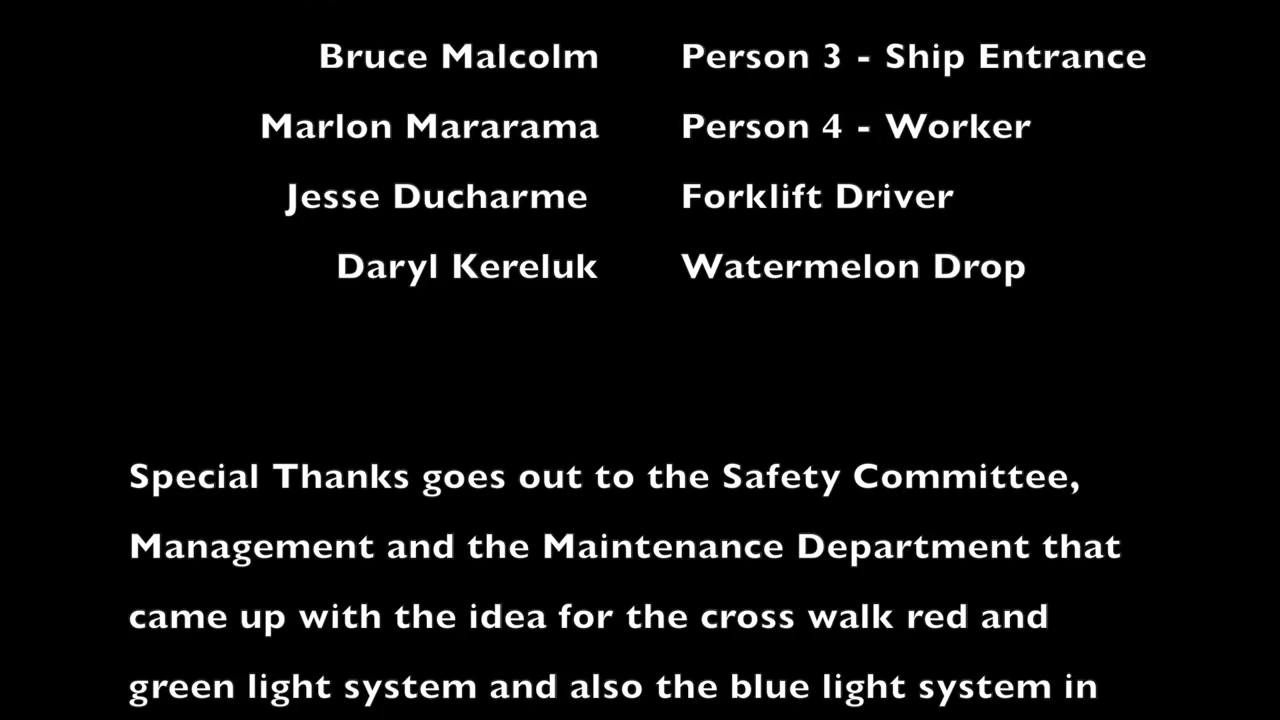 Bruce Malcolm Person 3 - Ship Entrance
Marlon Mararama Person 4 - Worker
Jesse Ducharme Forklift Driver
Daryl Kereluk Watermelon Drop
Special Thanks goes out to the Safety Committee,
Management and the Maintenance Department that
came up with the idea for the cross walk red and
green light system and also the blue light system in